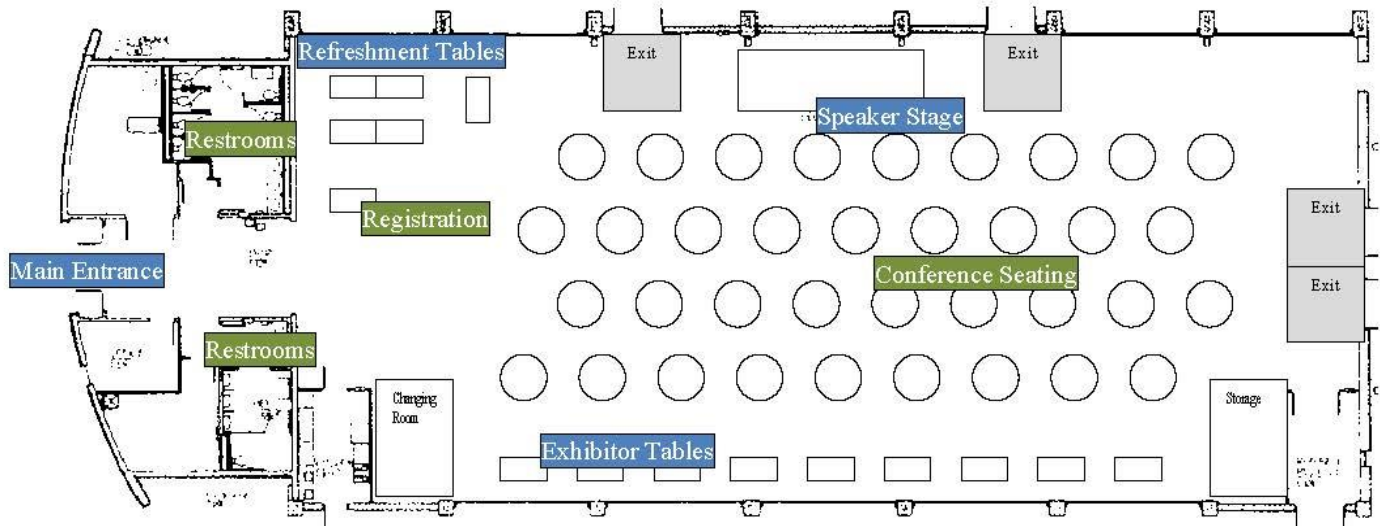 Refreshment Tables
Exit
Exit
Speaker Stage
Restrooms
Registration
Exit
Main Entrance
Conference Seating
Exit
Restrooms
Changing
Room
Storage
Exhibitor Tables